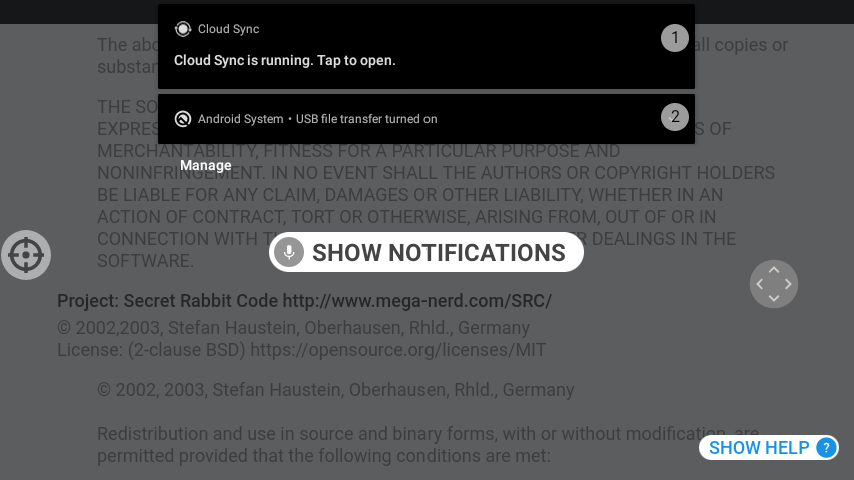 Cloud Sync
1
Cloud Sync is running. Tap to open.
Android System • USB file transfer turned on
2
Manage
The abo all copies or
substan
THE SO
EXPRES S OF
MERCHANTABILITY, FITNESS FOR A PARTICULAR PURPOSE AND
NONINFRINGEMENT. IN NO EVENT SHALL THE AUTHORS OR COPYRIGHT HOLDERS
BE LIABLE FOR ANY CLAIM, DAMAGES OR OTHER LIABILITY, WHETHER IN AN
ACTION OF CONTRACT, TORT OR OTHERWISE, ARISING FROM, OUT OF OR IN
CONNECTION WITH R DEALINGS IN THE
SOFTWARE.
SHOW NOTIFICATIONS
Project: Secret Rabbit Code http://www.mega-nerd.com/SRC/
© 2002,2003, Stefan Haustein, Oberhausen, Rhld., Germany
License: (2-clause BSD) https://opensource.org/licenses/MIT
© 2002, 2003, Stefan Haustein, Oberhausen, Rhld., Germany
Redistribution and use in source and binary forms, with or without modification, are
permitted provided that the following conditions are met:
SHOW HELP ?